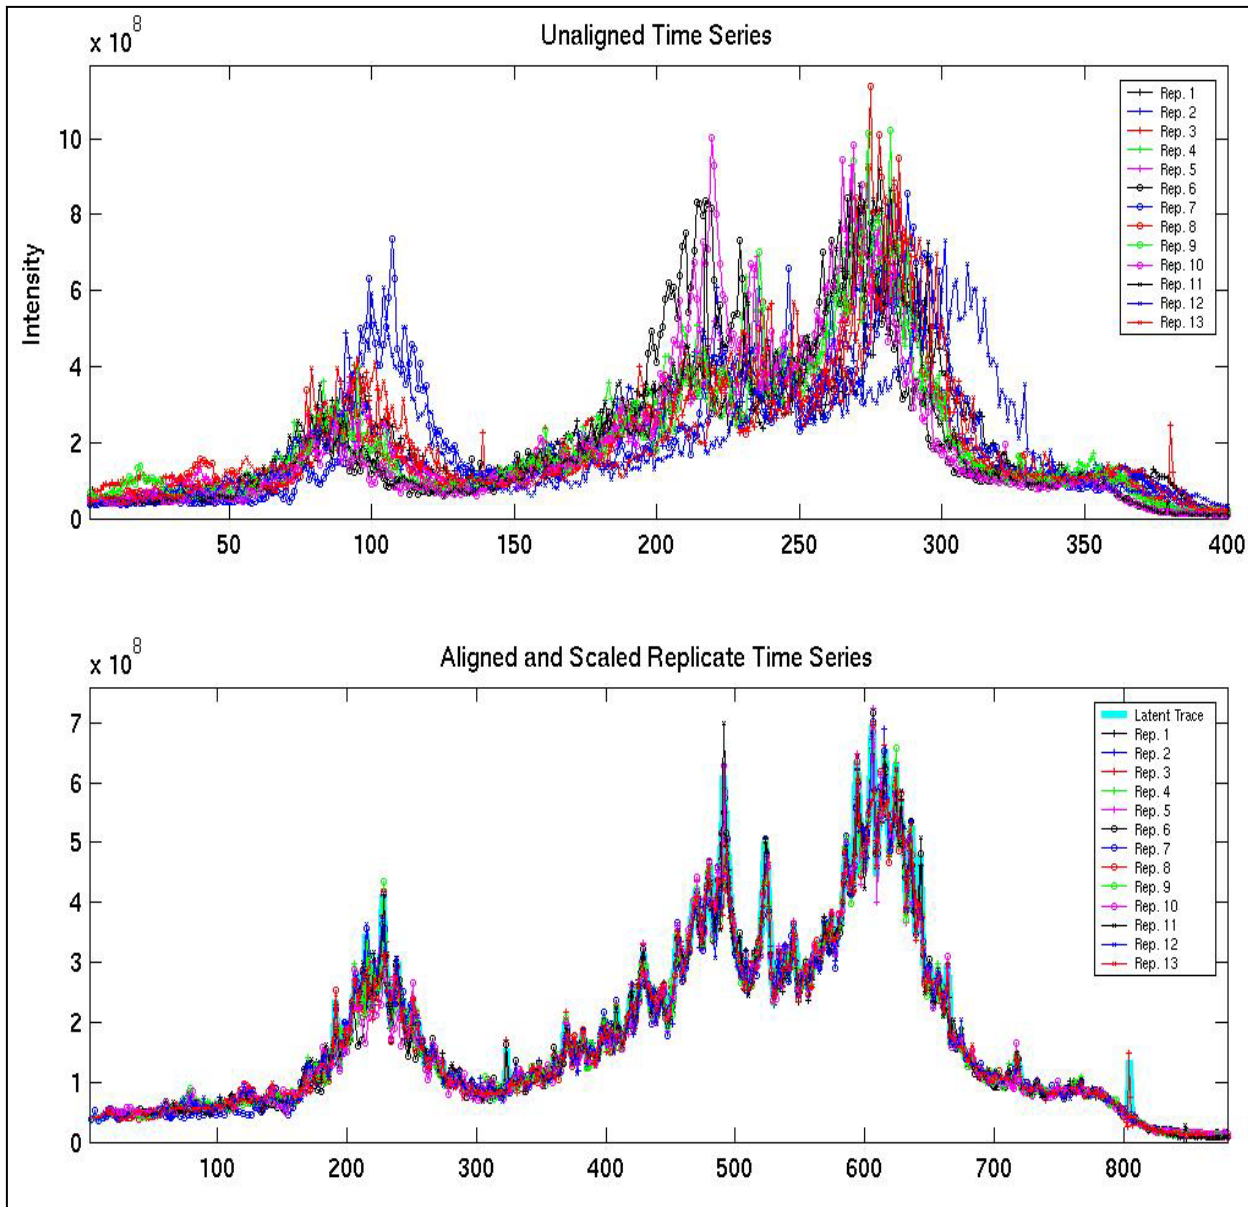 x 10^8
Unaligned Time Series
Intensity
10
8
6
4
2
0
50 100 150 200 250 300 350 400
Rep. 1
Rep. 2
Rep. 3
Rep. 4
Rep. 5
Rep. 6
Rep. 7
Rep. 8
Rep. 9
Rep. 10
Rep. 11
Rep. 12
Rep. 13
x 10^8
Aligned and Scaled Replicate Time Series
7
6
5
4
3
2
1
0
100 200 300 400 500 600 700 800
Latent Trace
Rep. 1
Rep. 2
Rep. 3
Rep. 4
Rep. 5
Rep. 6
Rep. 7
Rep. 8
Rep. 9
Rep. 10
Rep. 11
Rep. 12
Rep. 13